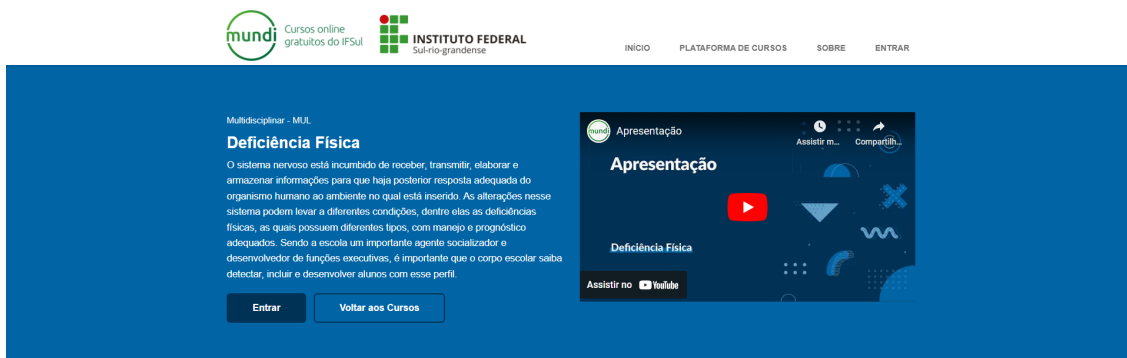 mundi
Cursos online
gratuitos do IFSul
INSTITUTO FEDERAL
Sul-rio-grandense
INÍCIO
PLATAFORMA DE CURSOS
SOBRE
ENTRAR
Multidisciplinar - MUL
Deficiência Física
O sistema nervoso está incumbido de receber, transmitir, elaborar e
armazenar informações para que haja posterior resposta adequada do
organismo humano ao ambiente no qual está inserido. As alterações nesse
sistema podem levar a diferentes condições, dentre elas as deficiências
físicas, as quais possuem diferentes tipos, com manejo e prognóstico
adequados. Sendo a escola um importante agente socializador e
desenvolvedor de funções executivas, é importante que o corpo escolar saiba
detectar, incluir e desenvolver alunos com esse perfil.
Entrar
Voltar aos Cursos
mundi
Apresentação
Assistir m...
Compartilh...
Apresentação
Deficiência Física
Assistir no YouTube